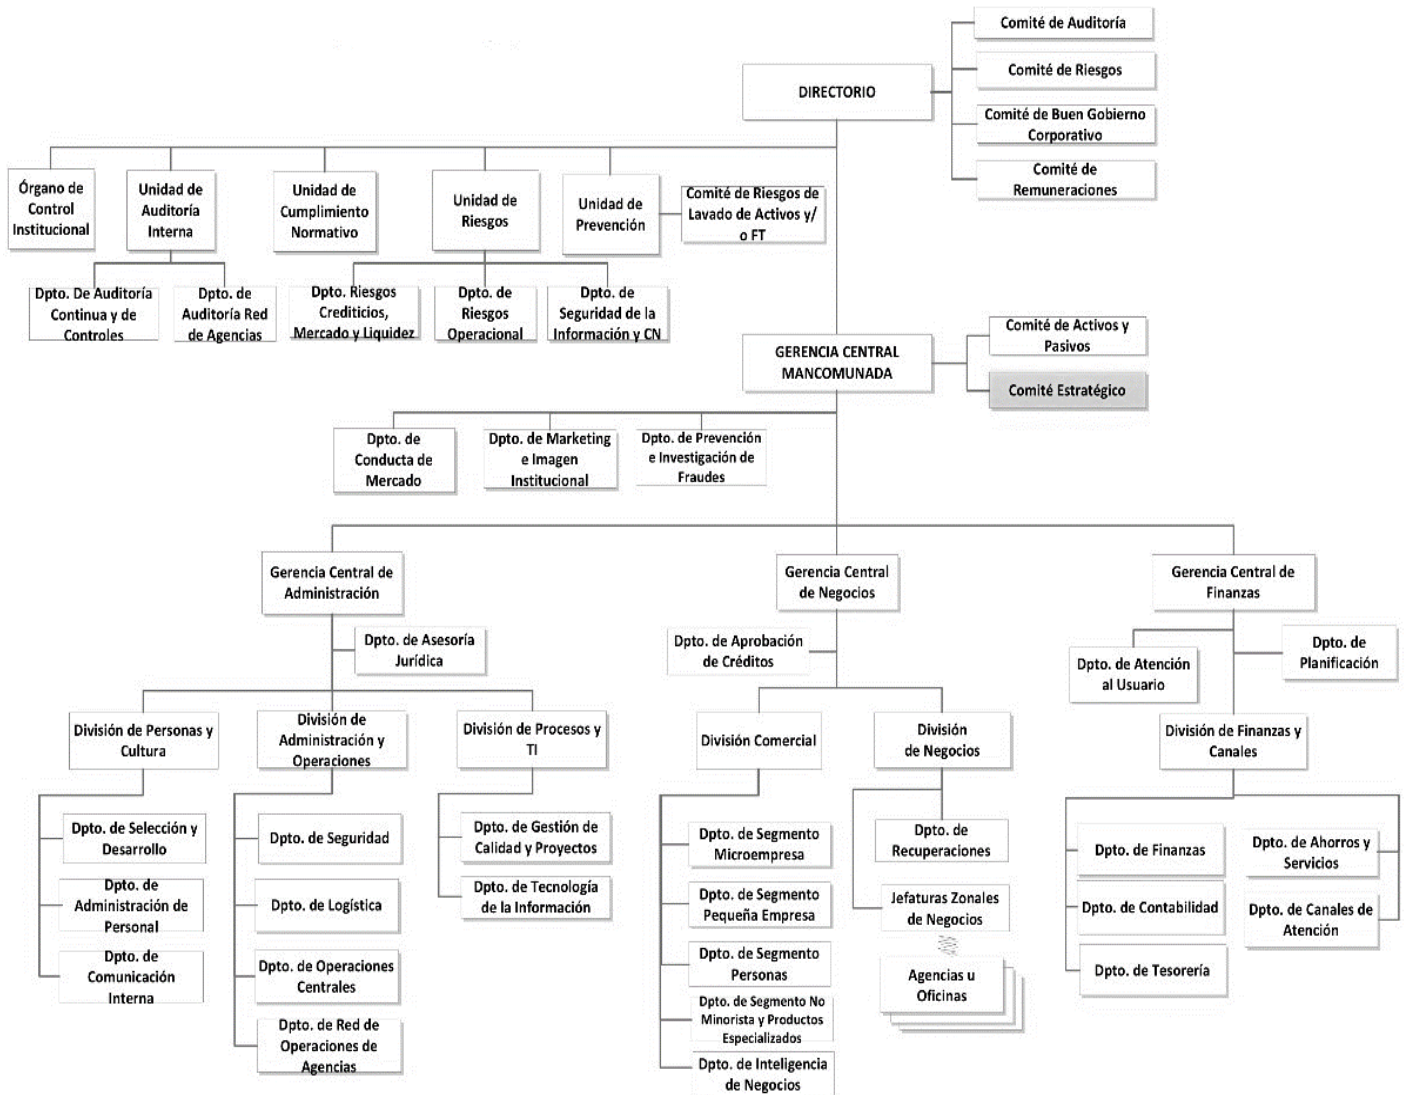 Comité de Auditoría
Comité de Riesgos
DIRECTORIO
Comité de Buen Gobierno
Corporativo
Comité de
Remuneraciones
Órgano de
Control
Institucional
Unidad de
Auditoría
Interna
Unidad de
Cumplimiento
Normativo
Unidad de
Riesgos
Unidad de
Prevención
Comité de Riesgos de
Lavado de Activos y/
o FT
Dpto. De Auditoría
Continua y de
Controles
Dpto. de
Auditoría Red
de Agencias
Dpto. Riesgos
Crediticios,
Mercado y Liquidez
Dpto. de
Riesgos
Operacional
Dpto. de
Seguridad de la
Información y CN
GERENCIA CENTRAL
MANCOMUNADA
Comité de Activos y
Pasivos
Comité Estratégico
Dpto. de
Conducta de
Mercado
Dpto. de Marketing
e Imagen
Institucional
Dpto. de Prevención
e Investigación de
Fraudes
Gerencia Central de
Administración
Gerencia Central
de Negocios
Gerencia Central de
Finanzas
Dpto. de Asesoría
Jurídica
Dpto. de Aprobación
de Créditos
Dpto. de Atención
al Usuario
Dpto. de
Planificación
División de Personas y
Cultura
División de
Administración y
Operaciones
División de Procesos y
TI
División Comercial
División
de Negocios
División de Finanzas y
Canales
Dpto. de Selección y
Desarrollo
Dpto. de
Administración de
Personal
Dpto. de
Comunicación
Interna
Dpto. de Seguridad
Dpto. de Logística
Dpto. de Operaciones
Centrales
Dpto. de Red de
Operaciones de
Agencias
Dpto. de Gestión de
Calidad y Proyectos
Dpto. de Tecnología
de la Información
Dpto. de Segmento
Microempresa
Dpto. de Segmento
Pequeña Empresa
Dpto. de Segmento
Personas
Dpto. de Segmento No
Minorista y Productos
Especializados
Dpto. de Inteligencia
de Negocios
Dpto. de
Recuperaciones
Jefaturas Zonales
de Negocios
Agencias u
Oficinas
Dpto. de Finanzas
Dpto. de Contabilidad
Dpto. de Tesorería
Dpto. de Ahorros y
Servicios
Dpto. de Canales de
Atención